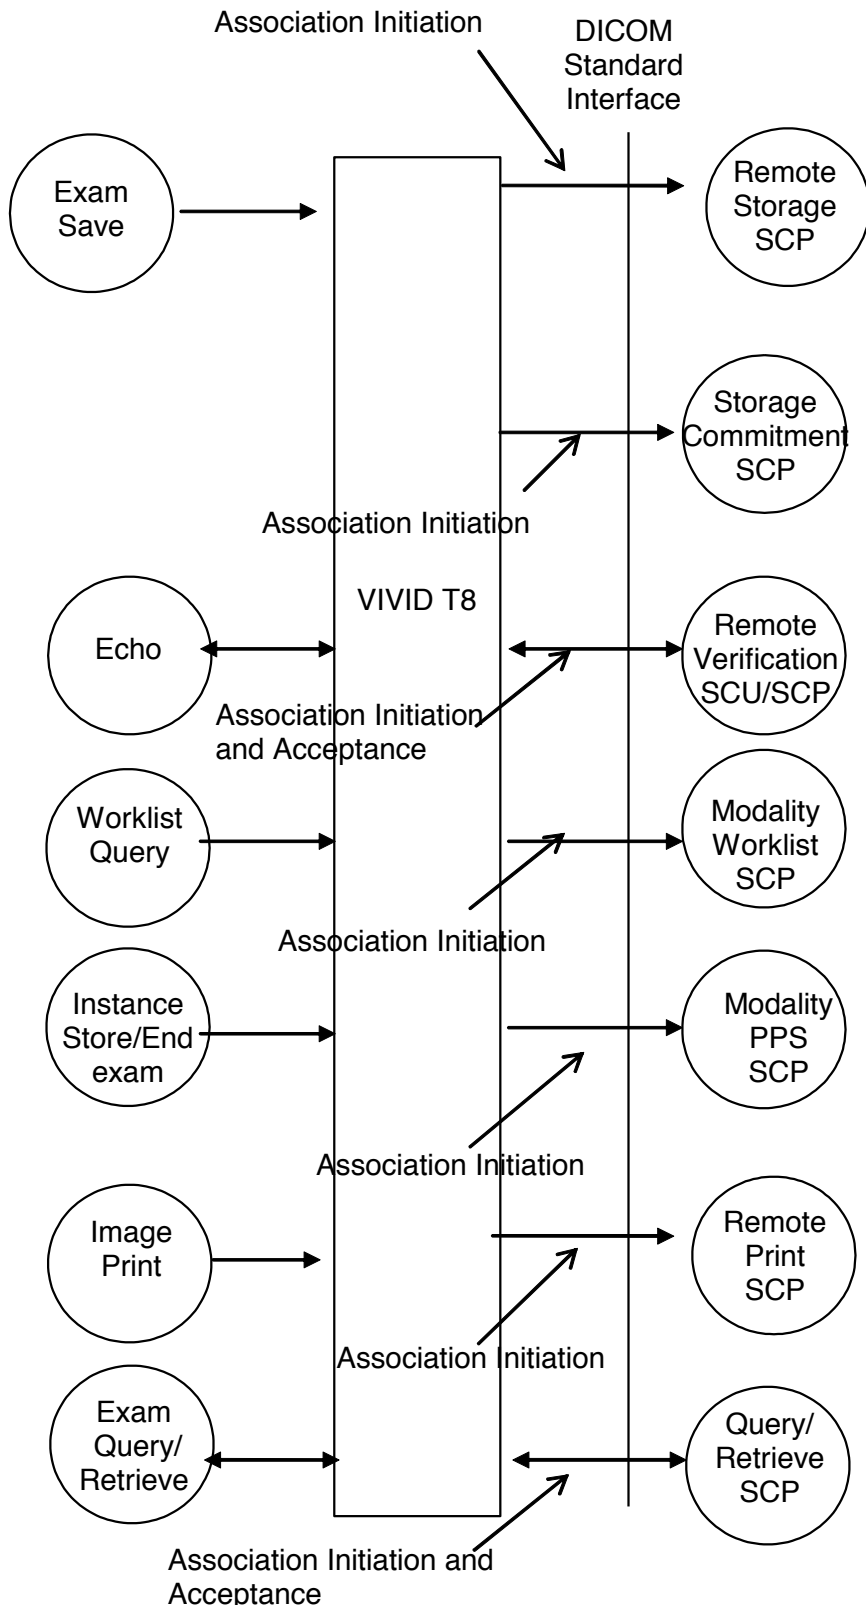 Association Initiation
DICOM
Standard
Interface
Exam
Save
Remote
Storage
SCP
Storage
Commitment
SCP
Association Initiation
VIVID T8
Echo
Remote
Verification
SCU/SCP
Association Initiation
and Acceptance
Worklist
Query
Modality
Worklist
SCP
Association Initiation
Instance
Store/End
exam
Modality
PPS
SCP
Association Initiation
Image
Print
Remote
Print
SCP
Association Initiation
Exam
Query/
Retrieve
Query/
Retrieve
SCP
Association Initiation and
Acceptance